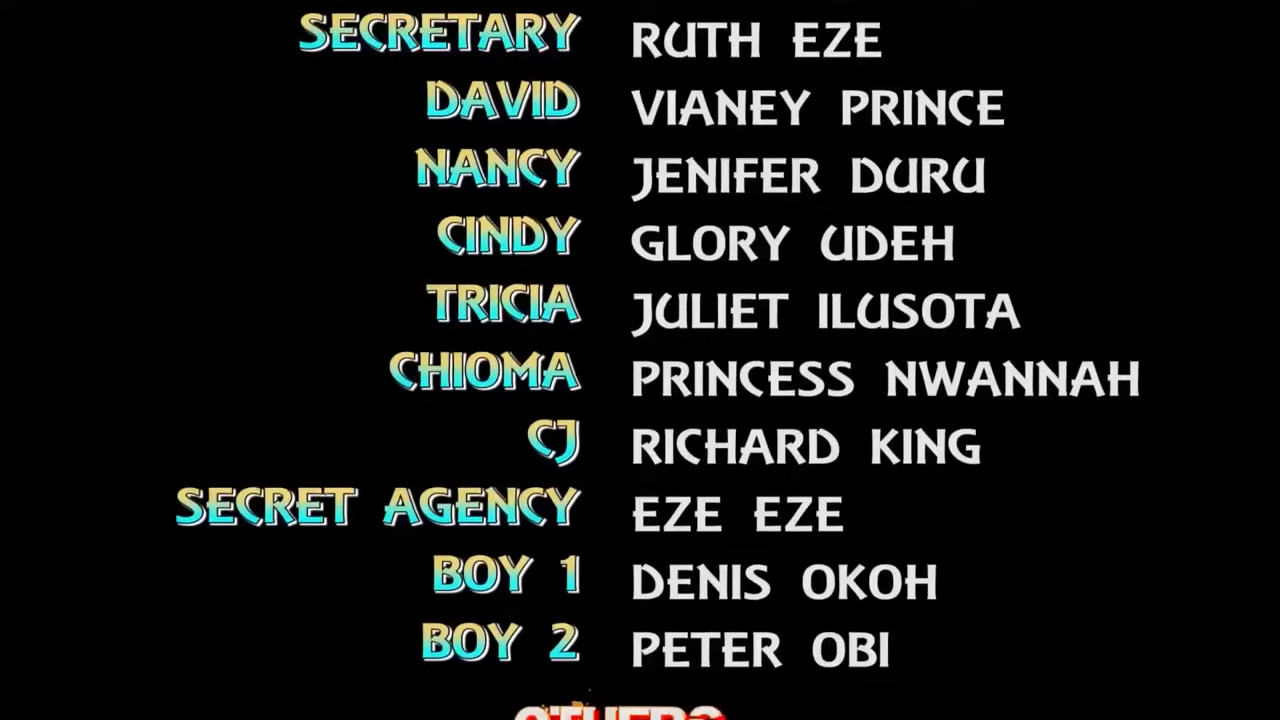 SECRETARY RUTH EZE
DAVID VIANEY PRINCE
NANCY JENIFER DURU
CINDY GLORY UDEH
TRICIA JULIET ILUSOTA
CHIOMA PRINCESS NWANNAH
CJ RICHARD KING
SECRET AGENCY EZE EZE
BOY 1 DENIS OKOH
BOY 2 PETER OBI
OTHERS